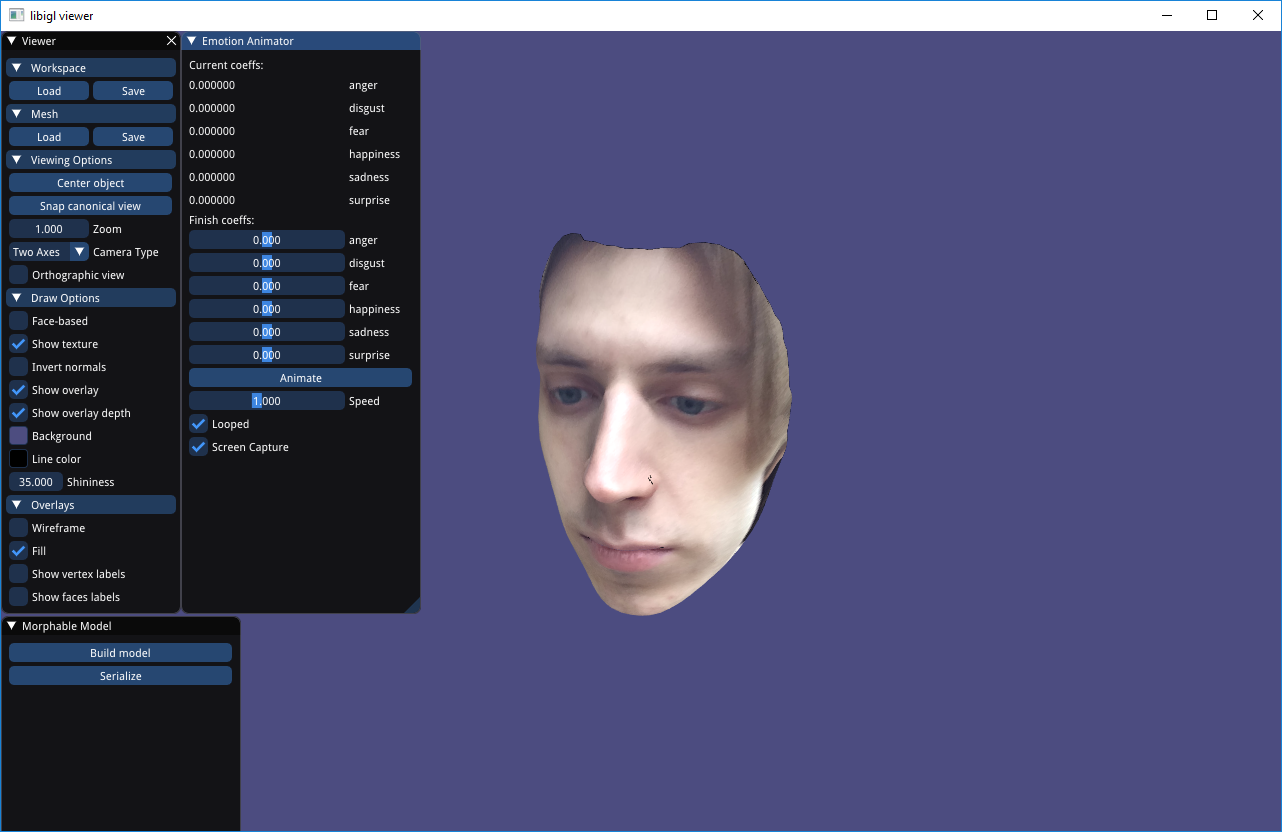 libigl viewer
Viewer
Workspace
Load Save
Mesh
Load Save
Viewing Options
Center object
Snap canonical view
1.000 Zoom
Two Axes Camera Type
Orthographic view
Draw Options
Face-based
Show texture
Invert normals
Show overlay
Show overlay depth
Background
Line color
35.000 Shininess
Overlays
Wireframe
Fill
Show vertex labels
Show faces labels
Emotion Animator
Current coeffs:
0.000000 anger
0.000000 disgust
0.000000 fear
0.000000 happiness
0.000000 sadness
0.000000 surprise
Finish coeffs:
0.000 anger
0.000 disgust
0.000 fear
0.000 happiness
0.000 sadness
0.000 surprise
Animate
1.000 Speed
Looped
Screen Capture
Morphable Model
Build model
Serialize